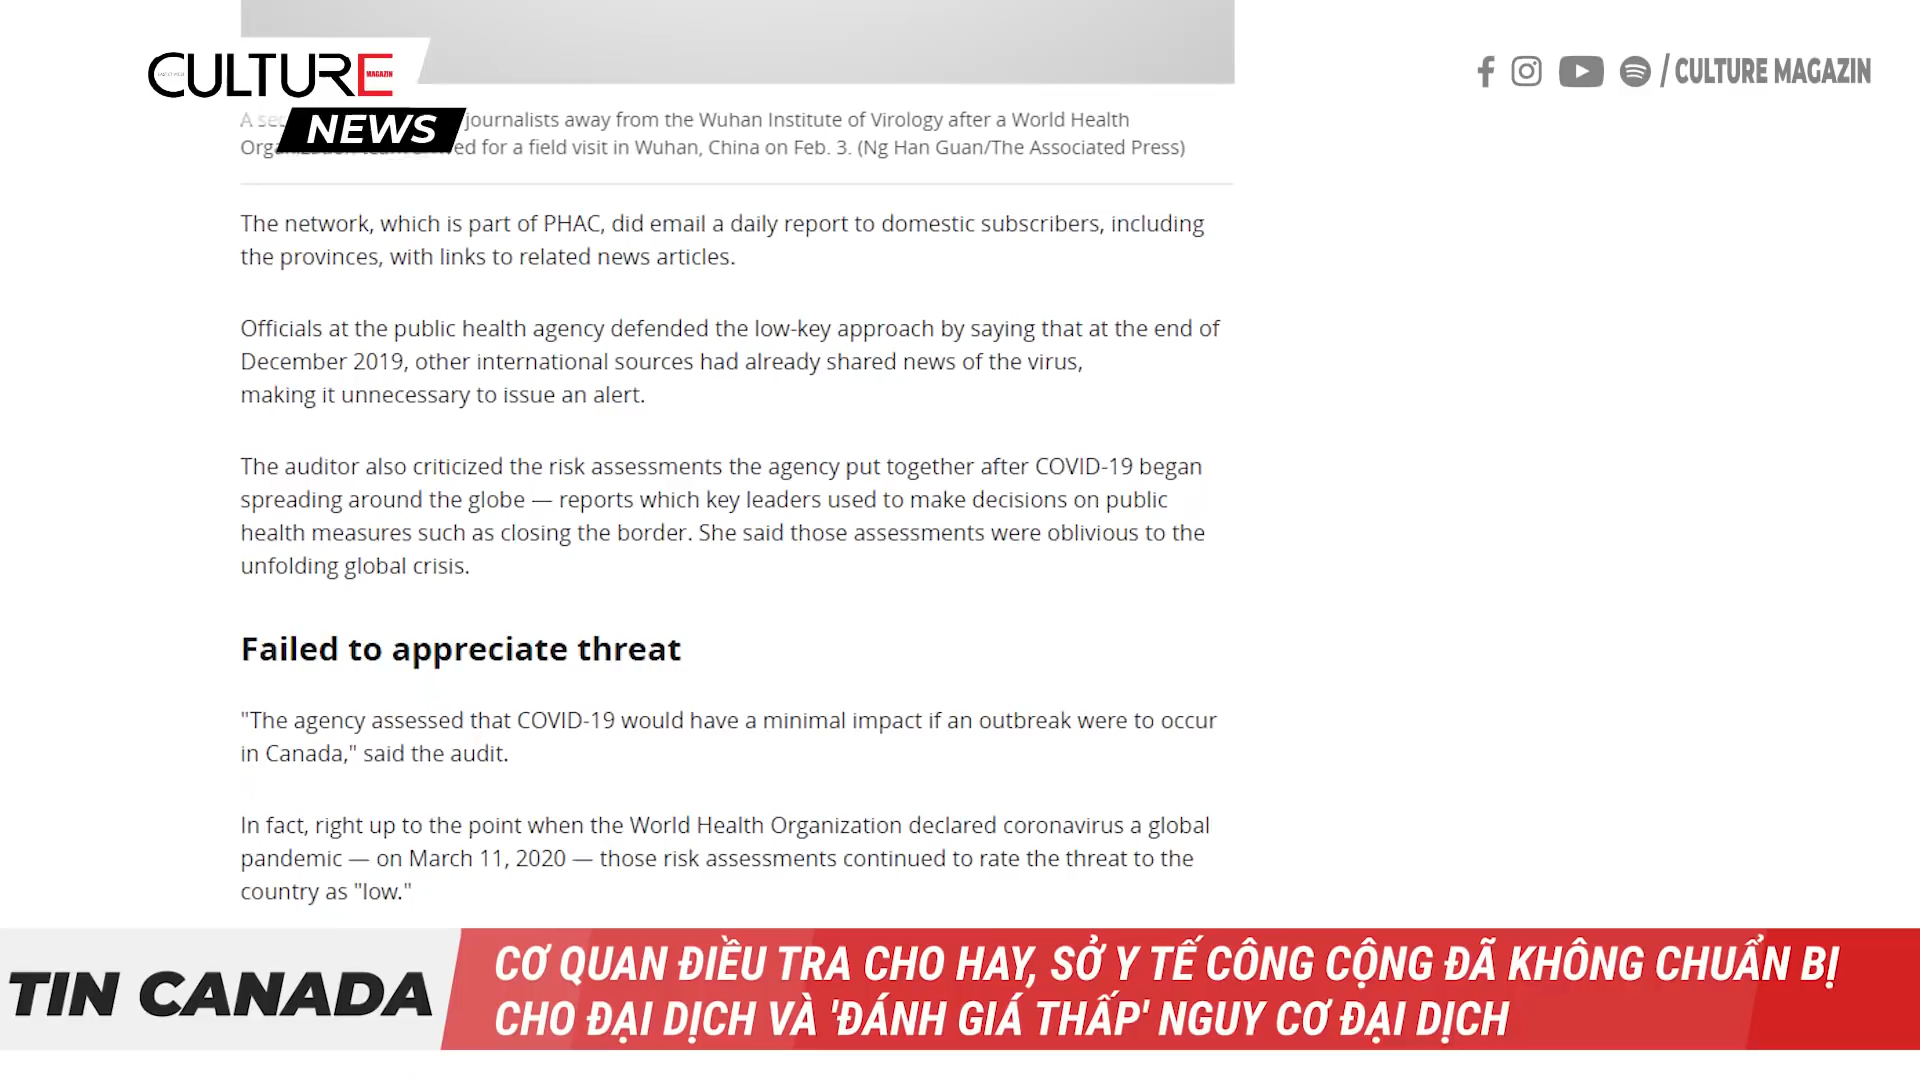 CULTURE
MAGAZIN
NEWS
/ CULTURE MAGAZIN
A journalists away from the Wuhan Institute of Virology after a World Health
for a field visit in Wuhan, China on Feb. 3. (Ng Han Guan/The Associated Press)
The network, which is part of PHAC, did email a daily report to domestic subscribers, including
the provinces, with links to related news articles.
Officials at the public health agency defended the low-key approach by saying that at the end of
December 2019, other international sources had already shared news of the virus,
making it unnecessary to issue an alert.
The auditor also criticized the risk assessments the agency put together after COVID-19 began
spreading around the globe — reports which key leaders used to make decisions on public
health measures such as closing the border. She said those assessments were oblivious to the
unfolding global crisis.
Failed to appreciate threat
"The agency assessed that COVID-19 would have a minimal impact if an outbreak were to occur
in Canada," said the audit.
In fact, right up to the point when the World Health Organization declared coronavirus a global
pandemic — on March 11, 2020 — those risk assessments continued to rate the threat to the
country as "low."
TIN CANADA
CƠ QUAN ĐIỀU TRA CHO HAY, SỞ Y TẾ CÔNG CỘNG ĐÃ KHÔNG CHUẨN BỊ
CHO ĐẠI DỊCH VÀ 'ĐÁNH GIÁ THẤP' NGUY CƠ ĐẠI DỊCH